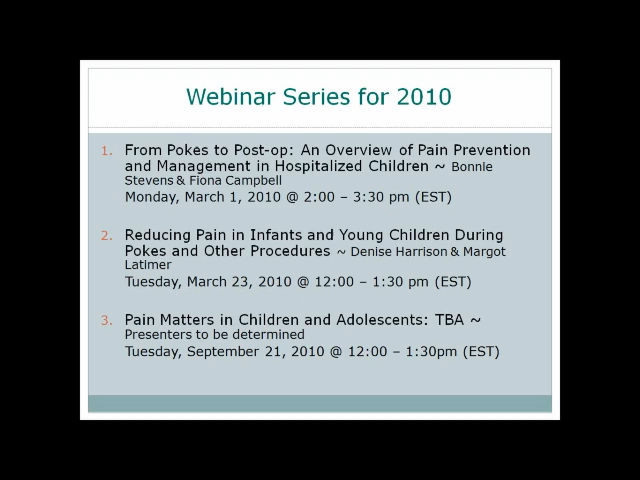 Webinar Series for 2010
1. From Pokes to Post-op: An Overview of Pain Prevention
and Management in Hospitalized Children ~ Bonnie
Stevens & Fiona Campbell
Monday, March 1, 2010 @ 2:00 – 3:30 pm (EST)
2. Reducing Pain in Infants and Young Children During
Pokes and Other Procedures ~ Denise Harrison & Margot
Latimer
Tuesday, March 23, 2010 @ 12:00 – 1:30 pm (EST)
3. Pain Matters in Children and Adolescents: TBA ~
Presenters to be determined
Tuesday, September 21, 2010 @ 12:00 – 1:30pm (EST)